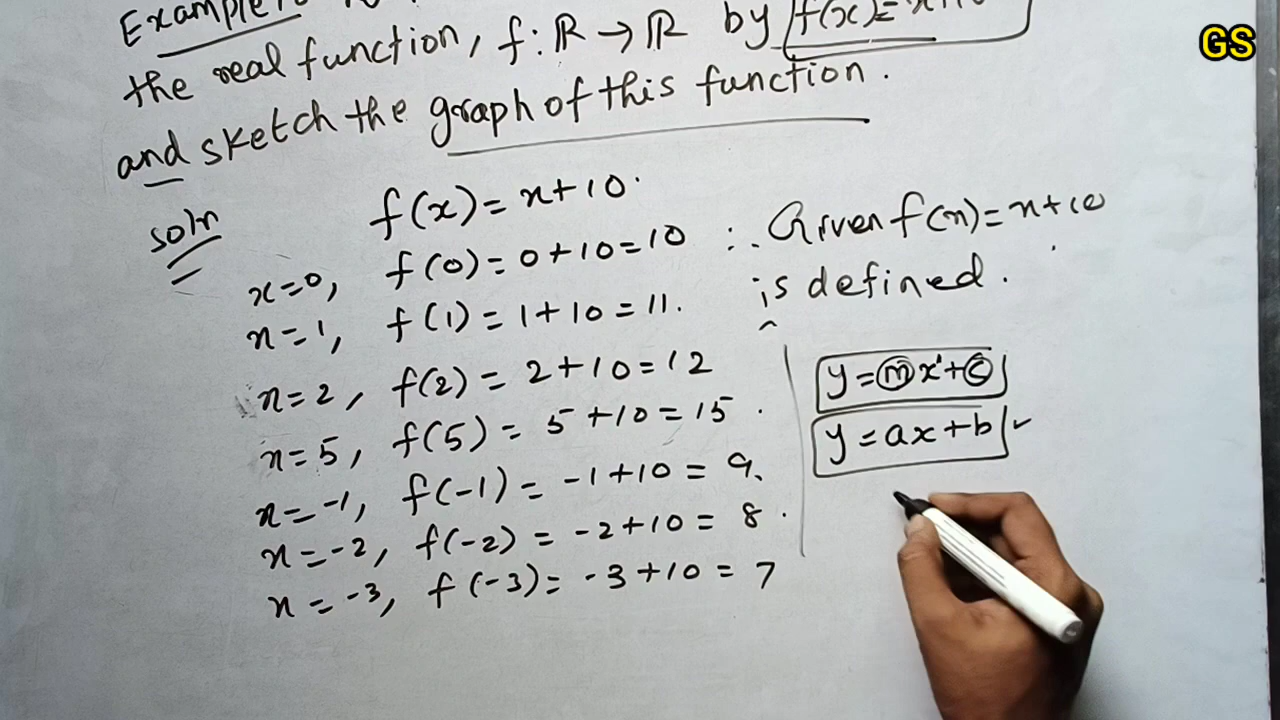 Example
the real function, f: ℝ → ℝ by f(x)= x+10
and sketch the graph of this function.
soln
f(x) = x+10.
x=0, f(0) = 0+10=10
x=1, f(1) = 1+10 = 11.
x=2, f(2) = 2+10=12
x=5, f(5) = 5+10=15.
x=-1, f(-1) = -1+10 = 9.
x=-2, f(-2) = -2+10 = 8.
x=-3, f(-3) = -3+10 = 7
∴ Given f(x) = x+10
is defined.
y = mx¹+c
y = ax+b ✓
GS